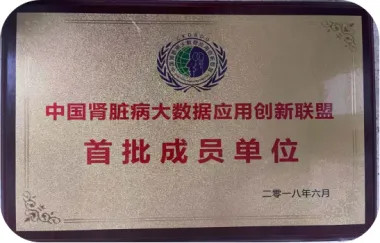 中国肾脏病大数据应用创新联盟
首批成员单位
二零一八年六月